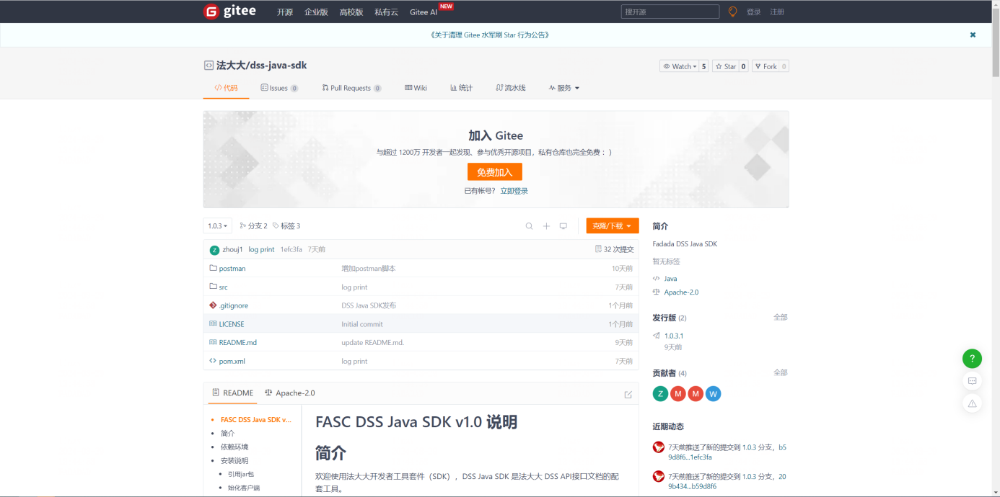 G gitee 开源 企业版 高校版 私有云 Gitee AI NEW 搜开源 登录 注册
《关于清理 Gitee 水军刷 Star 行为公告》
法大大/dss-java-sdk Watch 5 Star 0 Fork 0
代码 Issues 0 Pull Requests 0 Wiki 统计 流水线 服务
加入 Gitee
与超过 1200万 开发者一起发现、参与优秀开源项目，私有仓库也完全免费：）
免费加入
已有帐号？ 立即登录
1.0.3 分支 2 标签 3 克隆/下载
Z zhouj1 log print 1efc3fa 7天前 32 次提交
postman 增加postman脚本 10天前
src log print 7天前
.gitignore DSS Java SDK发布 1个月前
LICENSE Initial commit 1个月前
README.md update README.md. 9天前
pom.xml log print 7天前
README Apache-2.0
FASC DSS Java SDK v...
简介
依赖环境
安装说明
引用jar包
始化客户端
FASC DSS Java SDK v1.0 说明
简介
欢迎使用法大大开发者工具套件（SDK），DSS Java SDK 是法大大 DSS API接口文档的配
套工具。
简介
Fadada DSS Java SDK
暂无标签
Java
Apache-2.0
发行版 (2) 全部
1.0.3.1
9天前
贡献者 (4) 全部
Z M M W
近期动态
7天前推送了新的提交到 1.0.3 分支，b5
9d8f6...1efc3fa
7天前推送了新的提交到 1.0.3 分支，20
9b434...b59d8f6
?